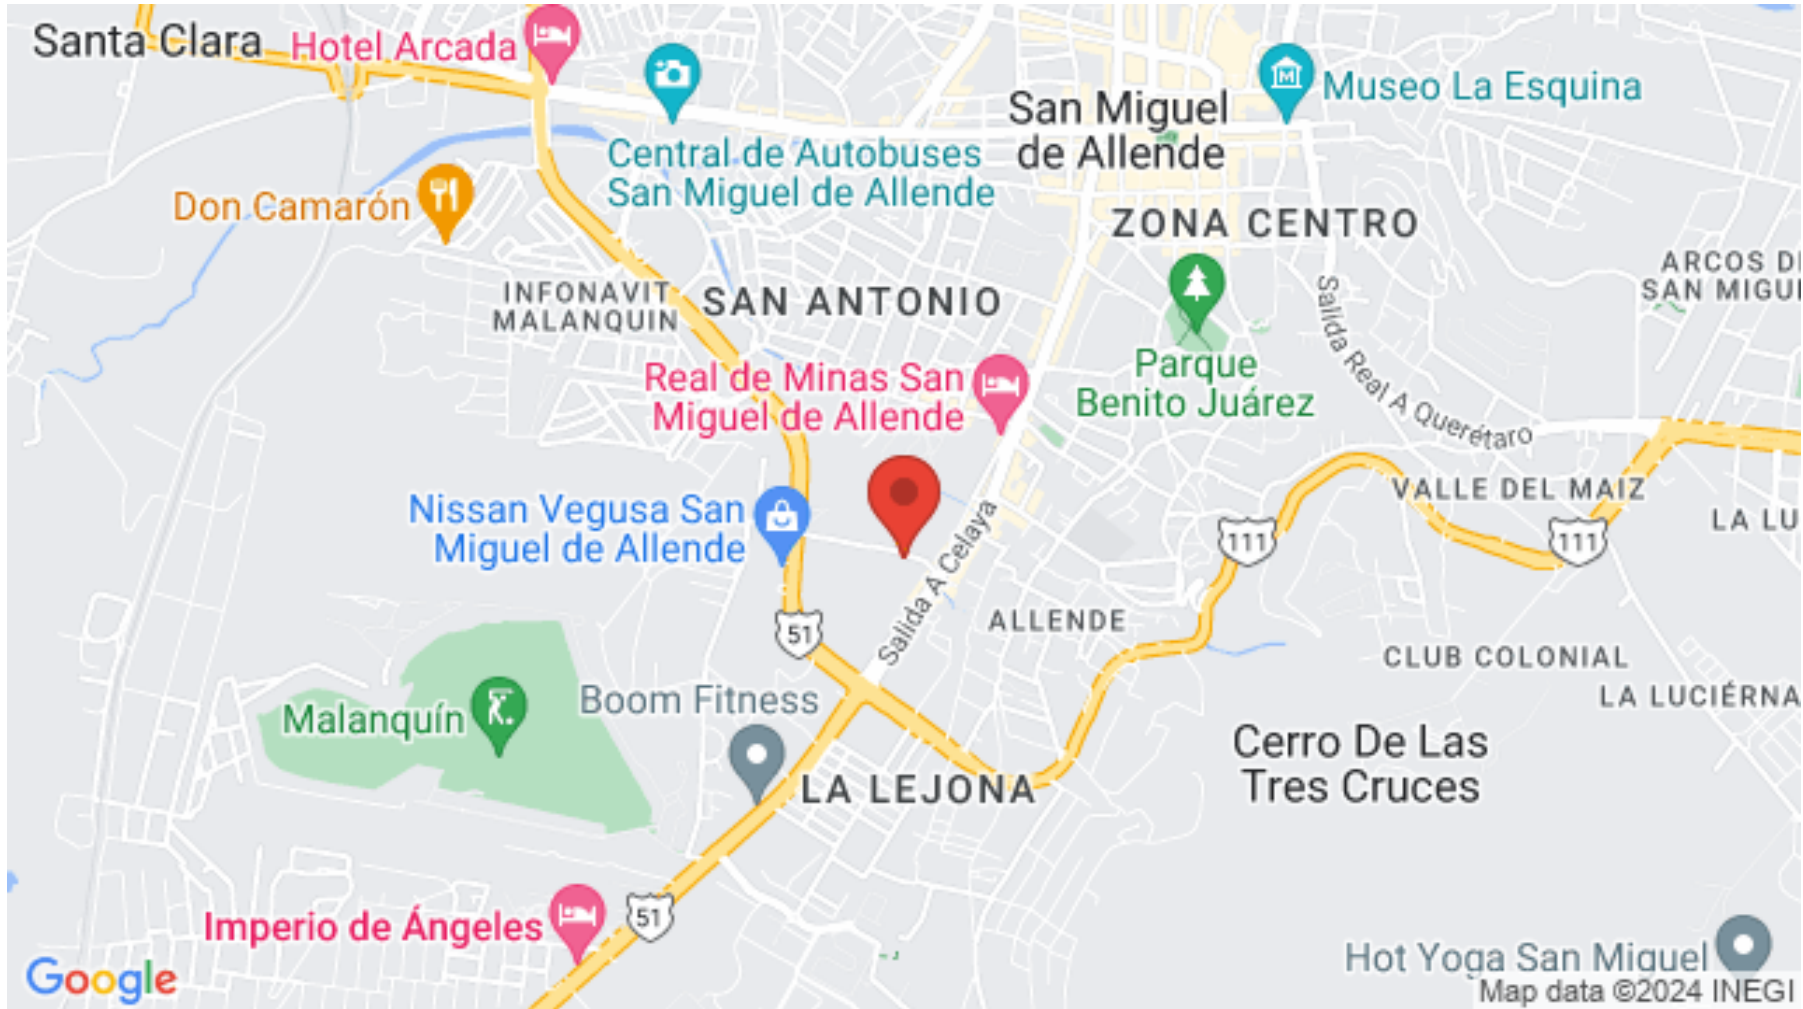 Santa Clara
Hotel Arcada
Museo La Esquina
San Miguel
de Allende
Central de Autobuses
San Miguel de Allende
Don Camarón
ZONA CENTRO
ARCOS DE
SAN MIGUE
INFONAVIT
MALANQUIN
SAN ANTONIO
Salida Real A Querétaro
Real de Minas San
Miguel de Allende
Parque
Benito Juárez
VALLE DEL MAIZ
Nissan Vegusa San
Miguel de Allende
LA LU
111
111
Salida A Celaya
51
ALLENDE
CLUB COLONIAL
LA LUCIÉRNA
Boom Fitness
Malanquín
Cerro De Las
Tres Cruces
LA LEJONA
51
Imperio de Ángeles
Hot Yoga San Miguel
Google
Map data ©2024 INEGI